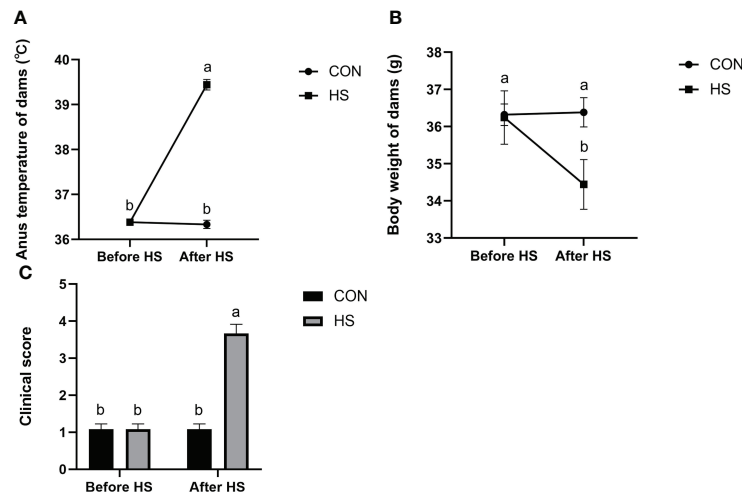 A
Anus temperature of dams (℃)
40
39
37
36
b
a
b
Before HS
After HS
CON
HS
B
Body weight of dams (g)
38
37
36
35
34
33
a
a
b
Before HS
After HS
CON
HS
C
Clinical score
5
4
3
2
1
0
b
b
b
a
Before HS
After HS
CON
HS